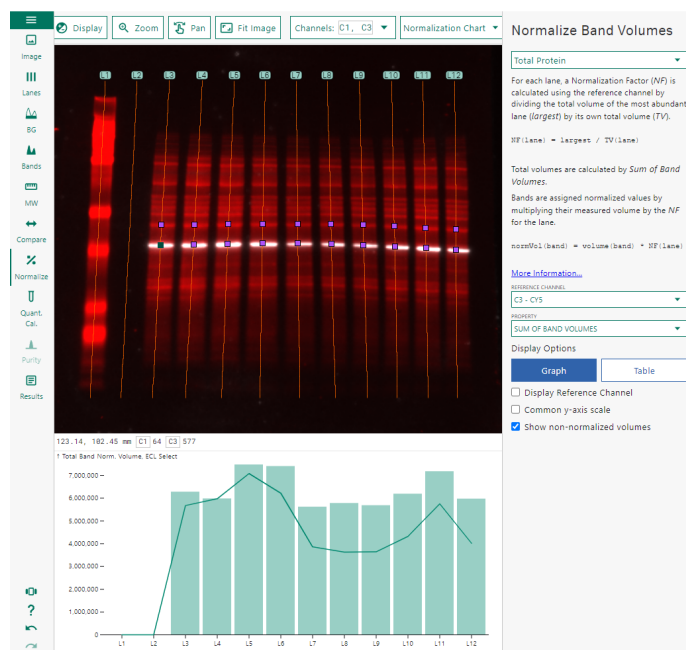 Display
Zoom
Pan
Fit Image
Channels: C1, C3
Normalization Chart
Image
Lanes
BG
Bands
MW
Compare
Normalize
Quant.
Cal.
Purity
Results
?
L1 L2 L3 L4 L5 L6 L7 L8 L9 L10 L11 L12
123.14, 102.45 mm C1 64 C3 577
↑ Total Band Norm. Volume, ECL Select
7,000,000
6,000,000
5,000,000
4,000,000
3,000,000
2,000,000
1,000,000
0
L1 L2 L3 L4 L5 L6 L7 L8 L9 L10 L11 L12
Normalize Band Volumes
Total Protein
For each lane, a Normalization Factor (NF) is
calculated using the reference channel by
dividing the total volume of the most abundant
lane (largest) by its own total volume (TV).
NF(lane) = largest / TV(lane)
Total volumes are calculated by Sum of Band
Volumes.
Bands are assigned normalized values by
multiplying their measured volume by the NF
for the lane.
normVol(band) = volume(band) * NF(lane)
More Information...
REFERENCE CHANNEL
C3 - CY5
PROPERTY
SUM OF BAND VOLUMES
Display Options
Graph
Table
Display Reference Channel
Common y-axis scale
Show non-normalized volumes